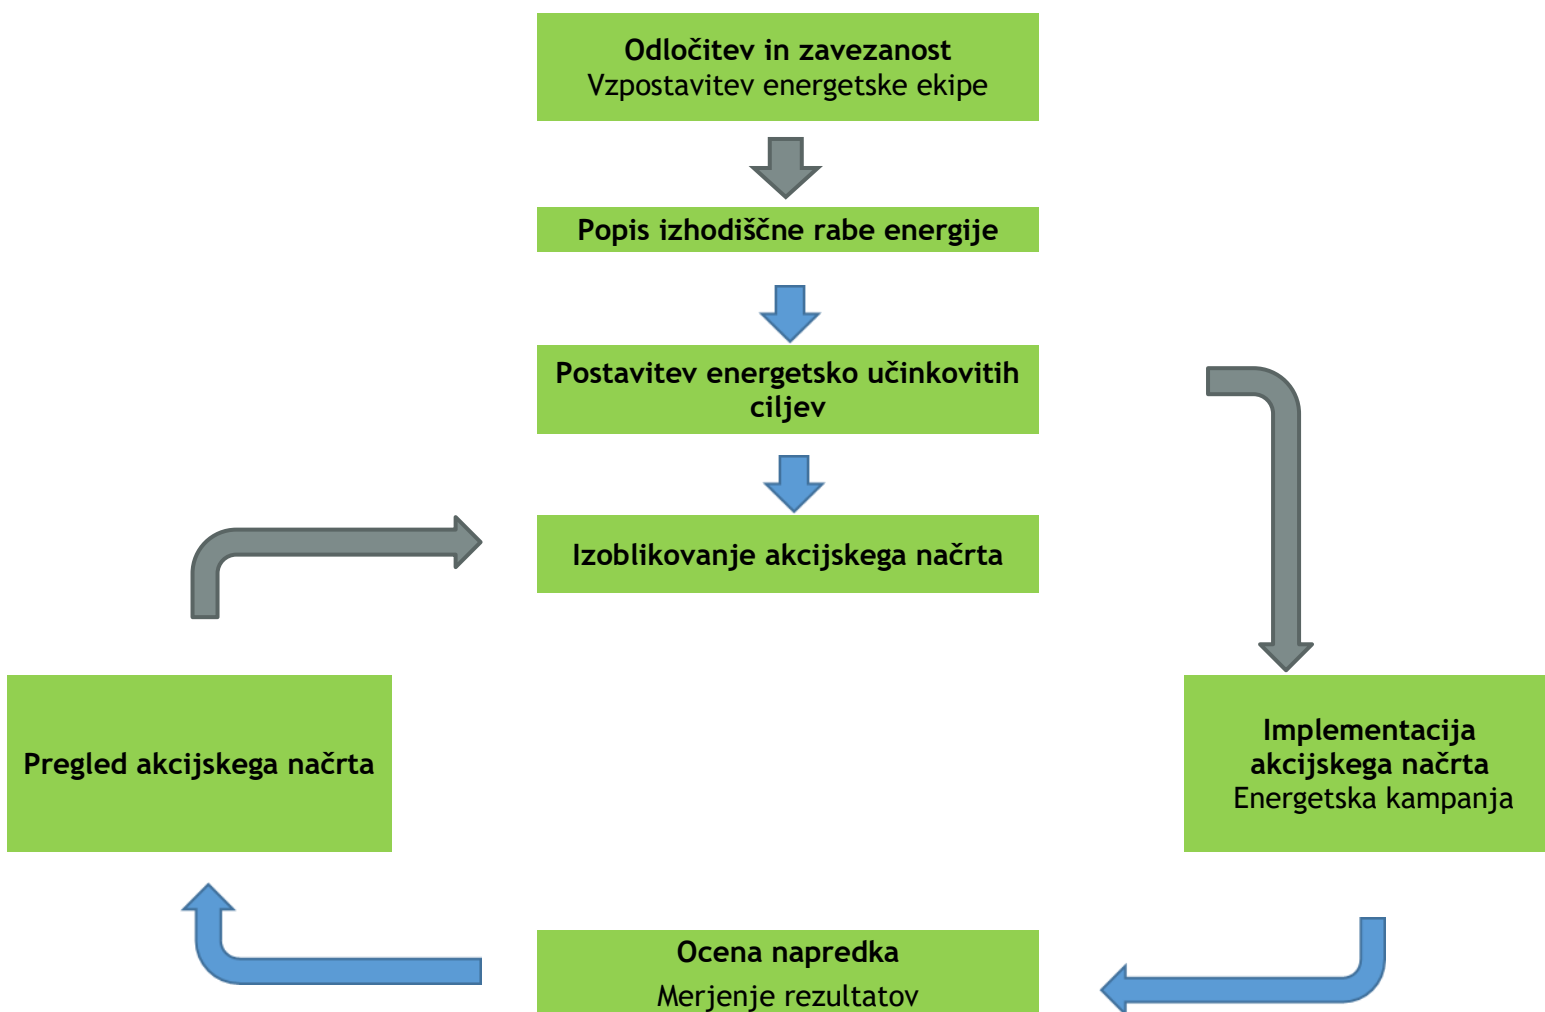 Odločitev in zavezanost
Vzpostavitev energetske ekipe
Popis izhodiščne rabe energije
Postavitev energetsko učinkovitih
ciljev
Izoblikovanje akcijskega načrta
Pregled akcijskega načrta
Implementacija
akcijskega načrta
Energetska kampanja
Ocena napredka
Merjenje rezultatov